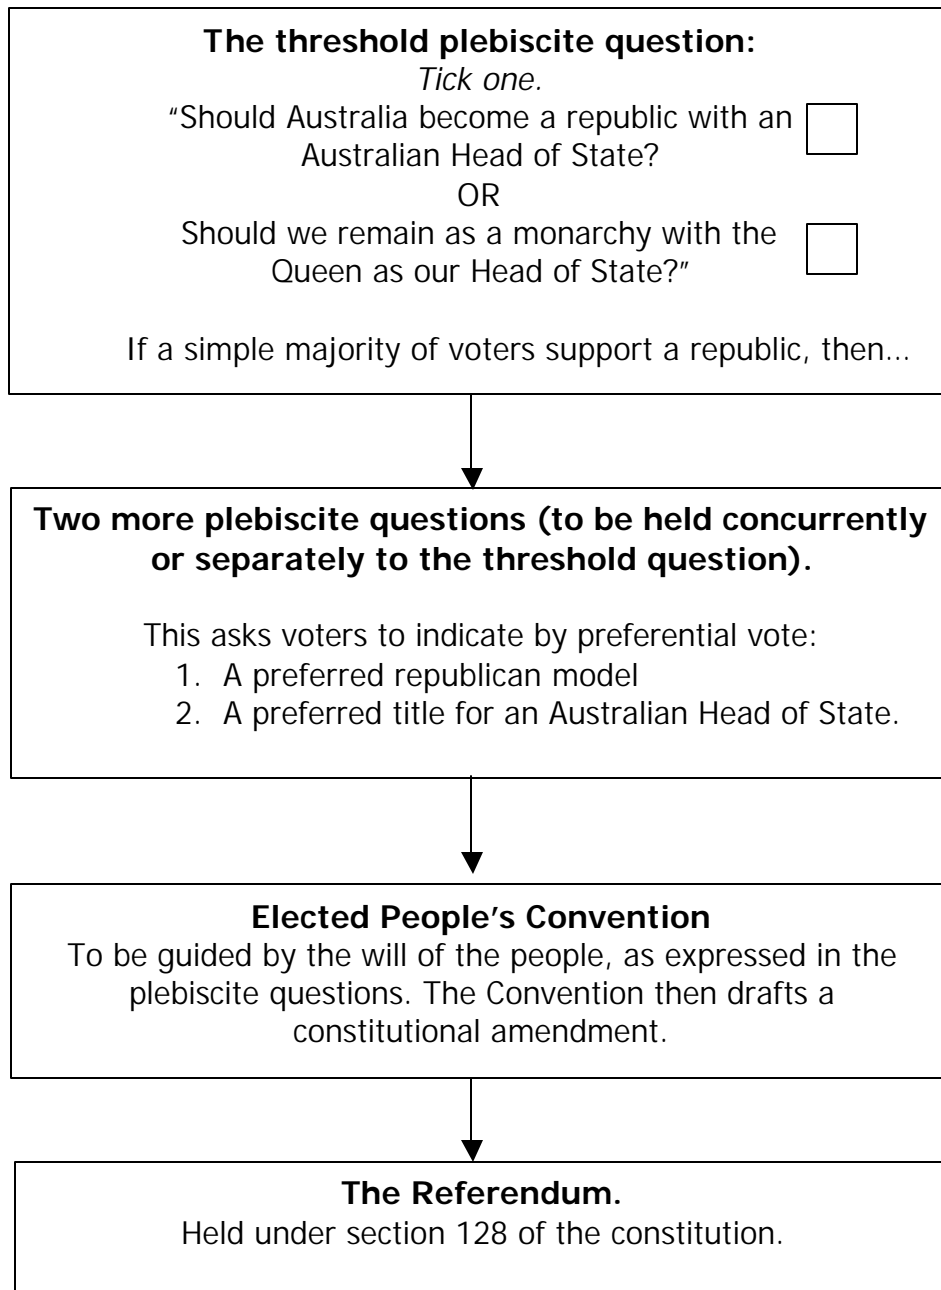 The threshold plebiscite question:
Tick one.
"Should Australia become a republic with an
Australian Head of State?
OR
Should we remain as a monarchy with the
Queen as our Head of State?"
If a simple majority of voters support a republic, then...
Two more plebiscite questions (to be held concurrently
or separately to the threshold question).
This asks voters to indicate by preferential vote:
1. A preferred republican model
2. A preferred title for an Australian Head of State.
Elected People's Convention
To be guided by the will of the people, as expressed in the
plebiscite questions. The Convention then drafts a
constitutional amendment.
The Referendum.
Held under section 128 of the constitution.